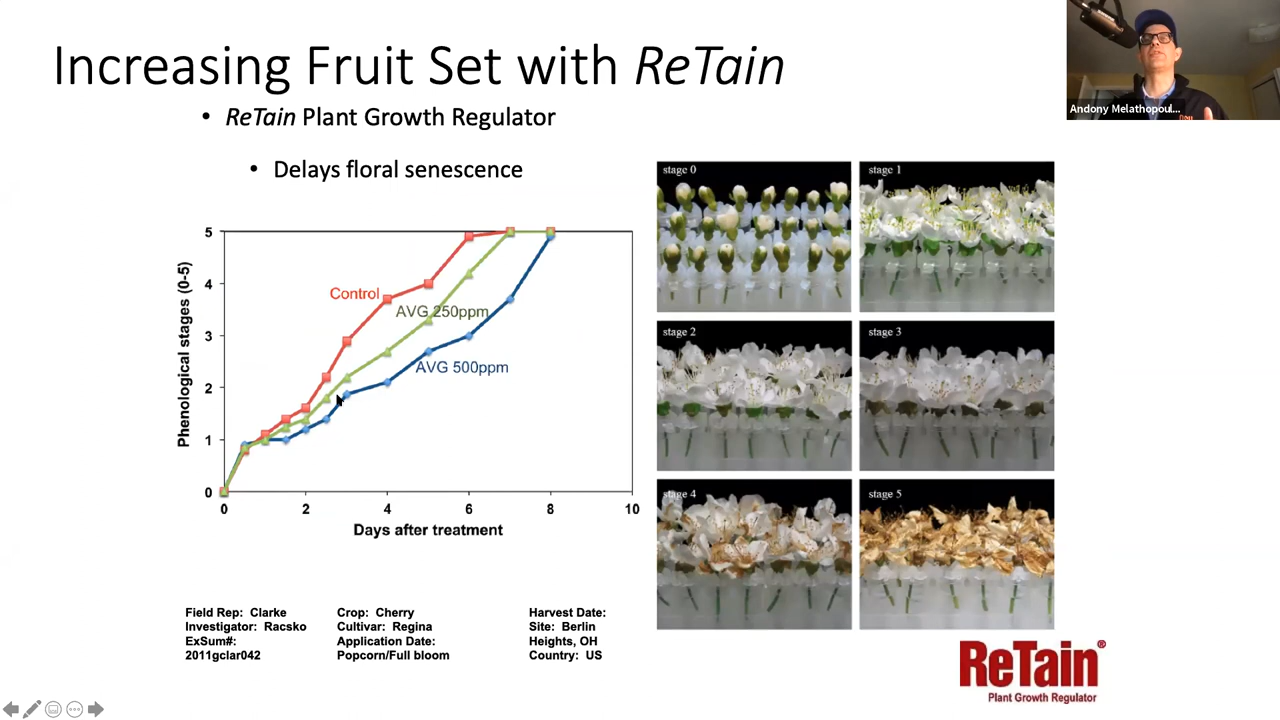 Increasing Fruit Set with ReTain
Andony Melathopoul...
• ReTain Plant Growth Regulator
• Delays floral senescence
stage 0
stage 1
stage 2
stage 3
stage 4
stage 5
Phenological stages (0-5)
5
4
3
2
1
0
Control
AVG 250ppm
AVG 500ppm
0 2 4 6 8 10
Days after treatment
Field Rep: Clarke
Investigator: Racsko
ExSum#:
2011gclar042
Crop: Cherry
Cultivar: Regina
Application Date:
Popcorn/Full bloom
Harvest Date:
Site: Berlin
Heights, OH
Country: US
ReTain®
Plant Growth Regulator